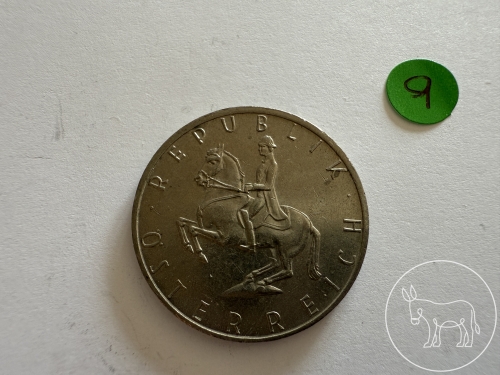 · REPUBLIK · ÖSTERREICH
9